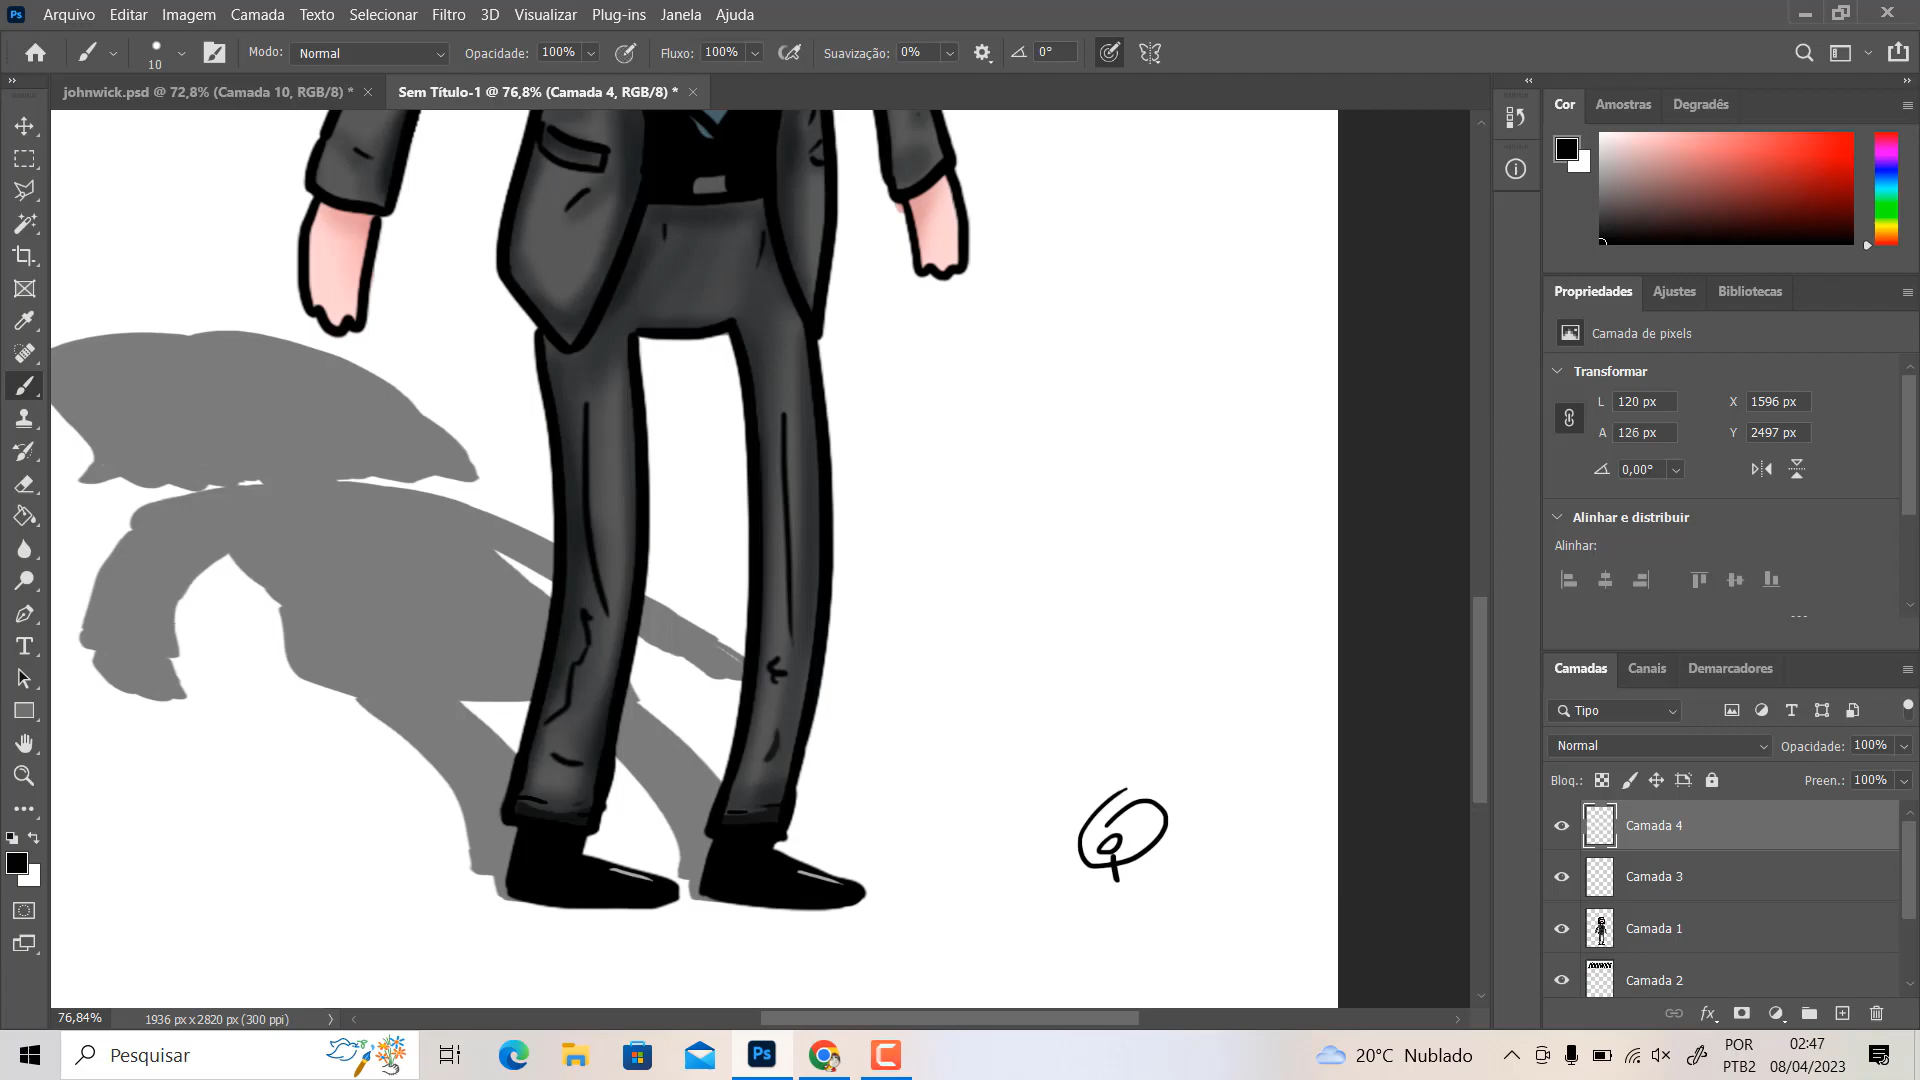 Ps Arquivo Editar Imagem Camada Texto Selecionar Filtro 3D Visualizar Plug-ins Janela Ajuda
10 Modo: Normal Opacidade: 100% Fluxo: 100% Suavização: 0% 0°
johnwick.psd @ 72,8% (Camada 10, RGB/8) * × Sem Título-1 @ 76,8% (Camada 4, RGB/8) * ×
Cor Amostras Degradês
Propriedades Ajustes Bibliotecas
Camada de pixels
Transformar
L 120 px X 1596 px
A 126 px Y 2497 px
0,00°
Alinhar e distribuir
Alinhar:
Camadas Canais Demarcadores
Tipo
Normal Opacidade: 100%
Bloq.: Preen.: 100%
Camada 4
Camada 3
Camada 1
Camada 2
fx
76,84% 1936 px x 2820 px (300 ppi)
Pesquisar
Ps
20°C Nublado
POR
PTB2
02:47
08/04/2023